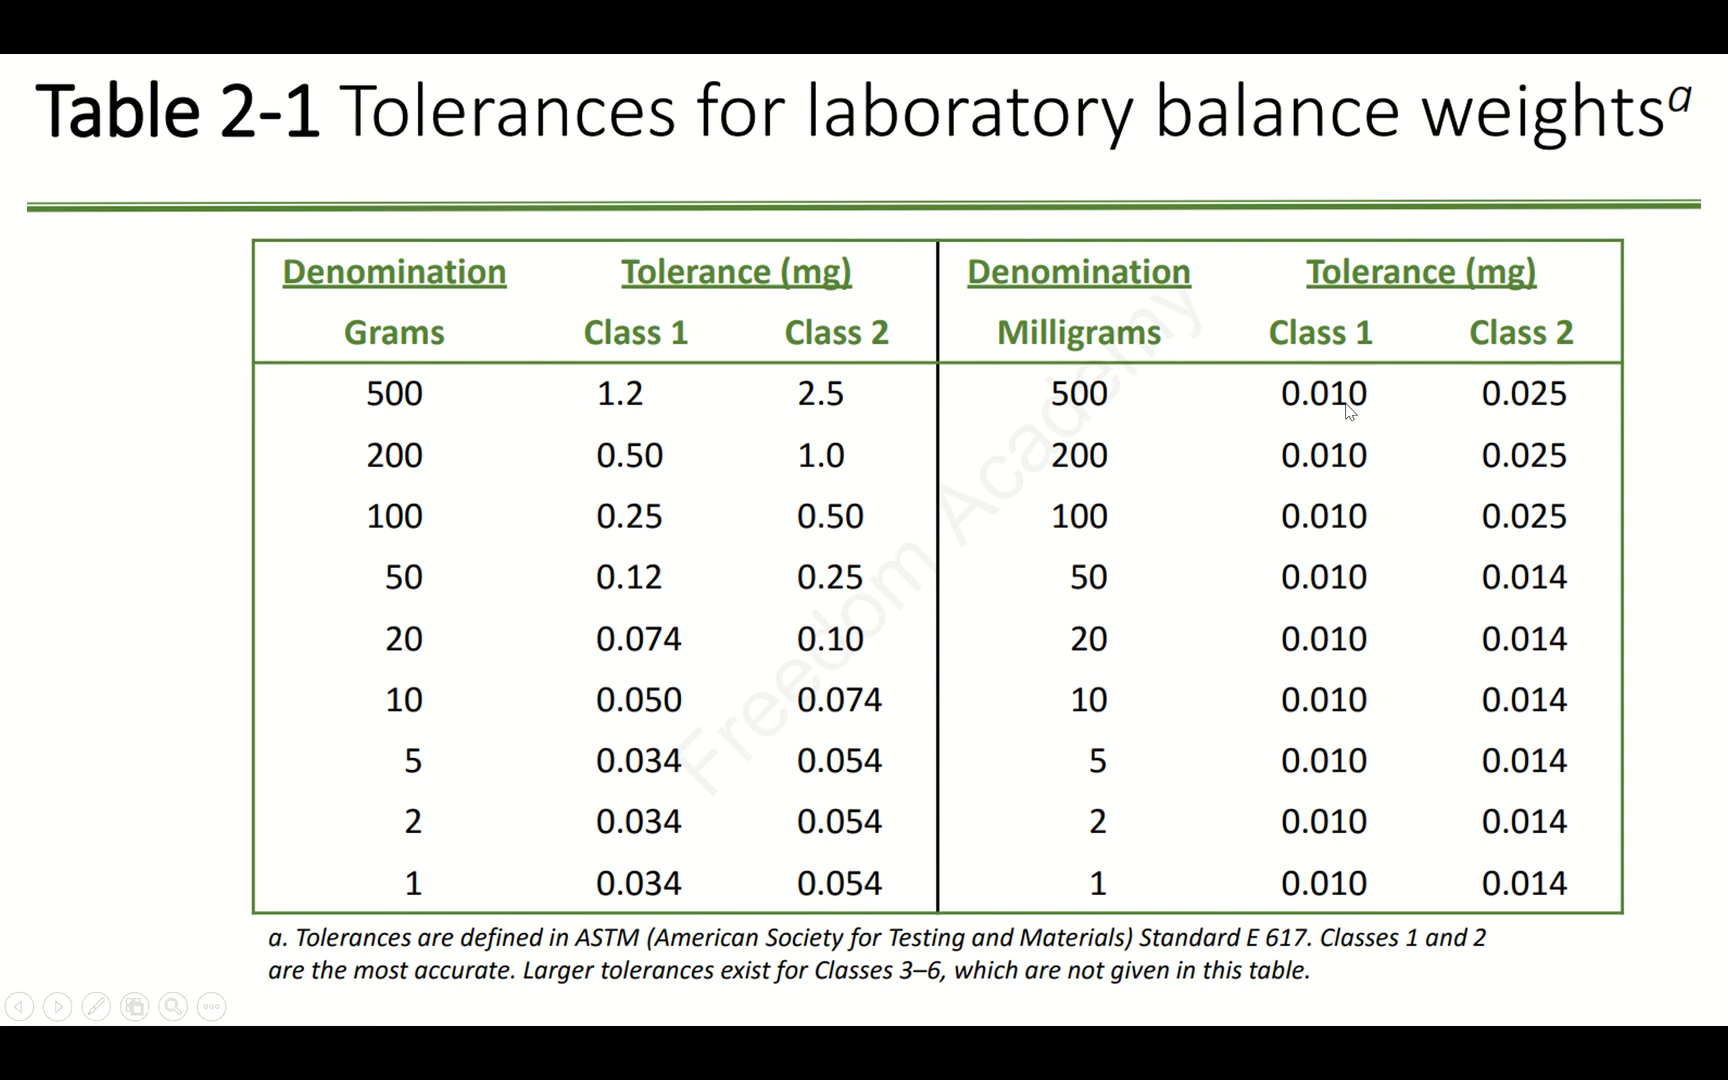 Table 2-1 Tolerances for laboratory balance weightsᵃ
Denomination Tolerance (mg) Denomination Tolerance (mg)
Grams Class 1 Class 2 Milligrams Class 1 Class 2
500 1.2 2.5 500 0.010 0.025
200 0.50 1.0 200 0.010 0.025
100 0.25 0.50 100 0.010 0.025
50 0.12 0.25 50 0.010 0.014
20 0.074 0.10 20 0.010 0.014
10 0.050 0.074 10 0.010 0.014
5 0.034 0.054 5 0.010 0.014
2 0.034 0.054 2 0.010 0.014
1 0.034 0.054 1 0.010 0.014
Freedom Academy
a. Tolerances are defined in ASTM (American Society for Testing and Materials) Standard E 617. Classes 1 and 2
are the most accurate. Larger tolerances exist for Classes 3–6, which are not given in this table.